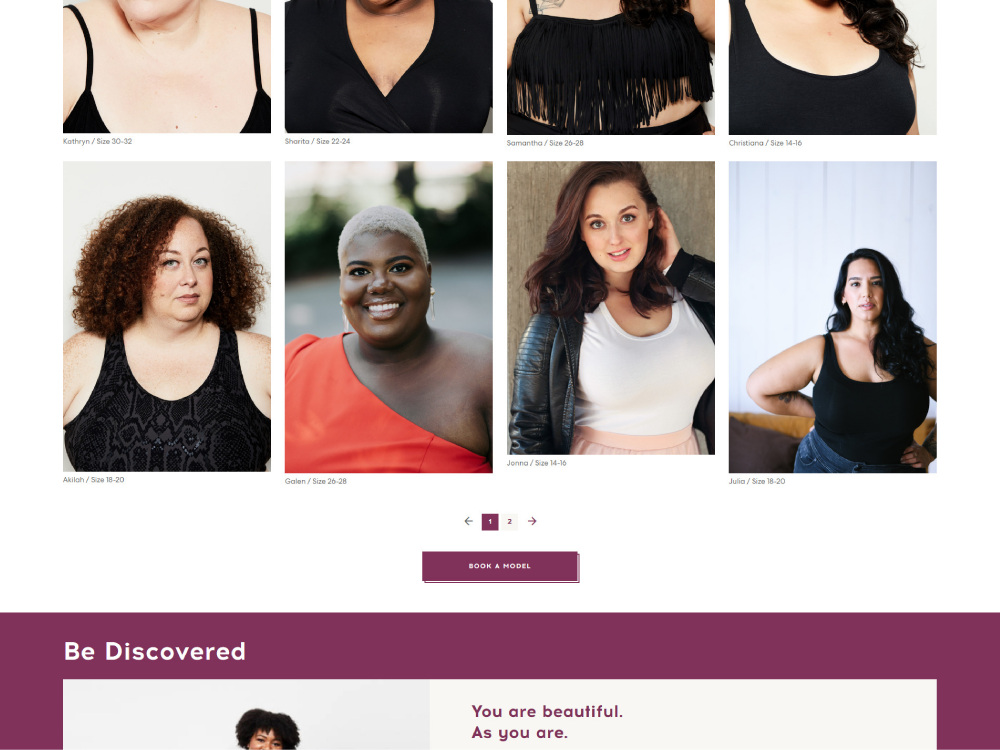 Kathryn / Size 30-32
Sharita / Size 22-24
Samantha / Size 26-28
Christiana / Size 14-16
Akilah / Size 18-20
Galen / Size 26-28
Jonna / Size 14-16
Julia / Size 18-20
← 1 2 →
BOOK A MODEL
Be Discovered
You are beautiful.
As you are.